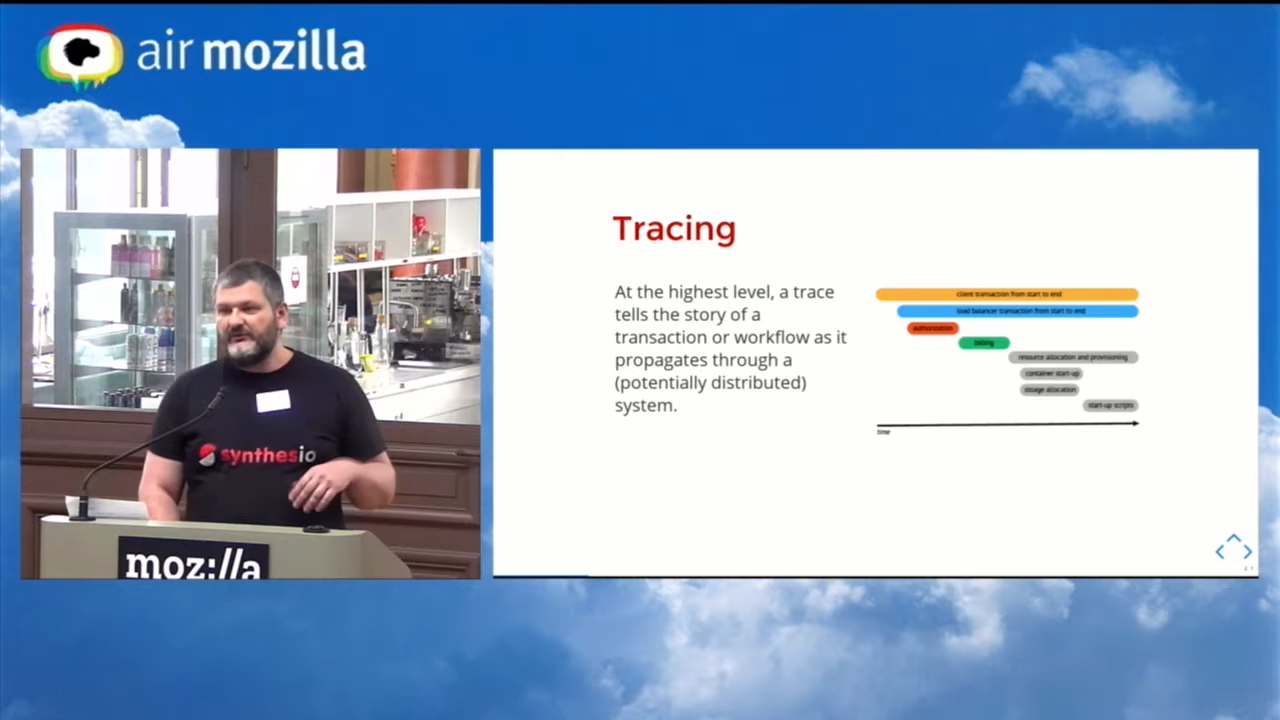 air mozilla
synthesio
moz://a
Tracing
At the highest level, a trace
tells the story of a
transaction or workflow as it
propagates through a
(potentially distributed)
system.
client transaction from start to end
load balancer transaction from start to end
authorization
billing
resource allocation and provisioning
container start-up
storage allocation
start-up scripts
time